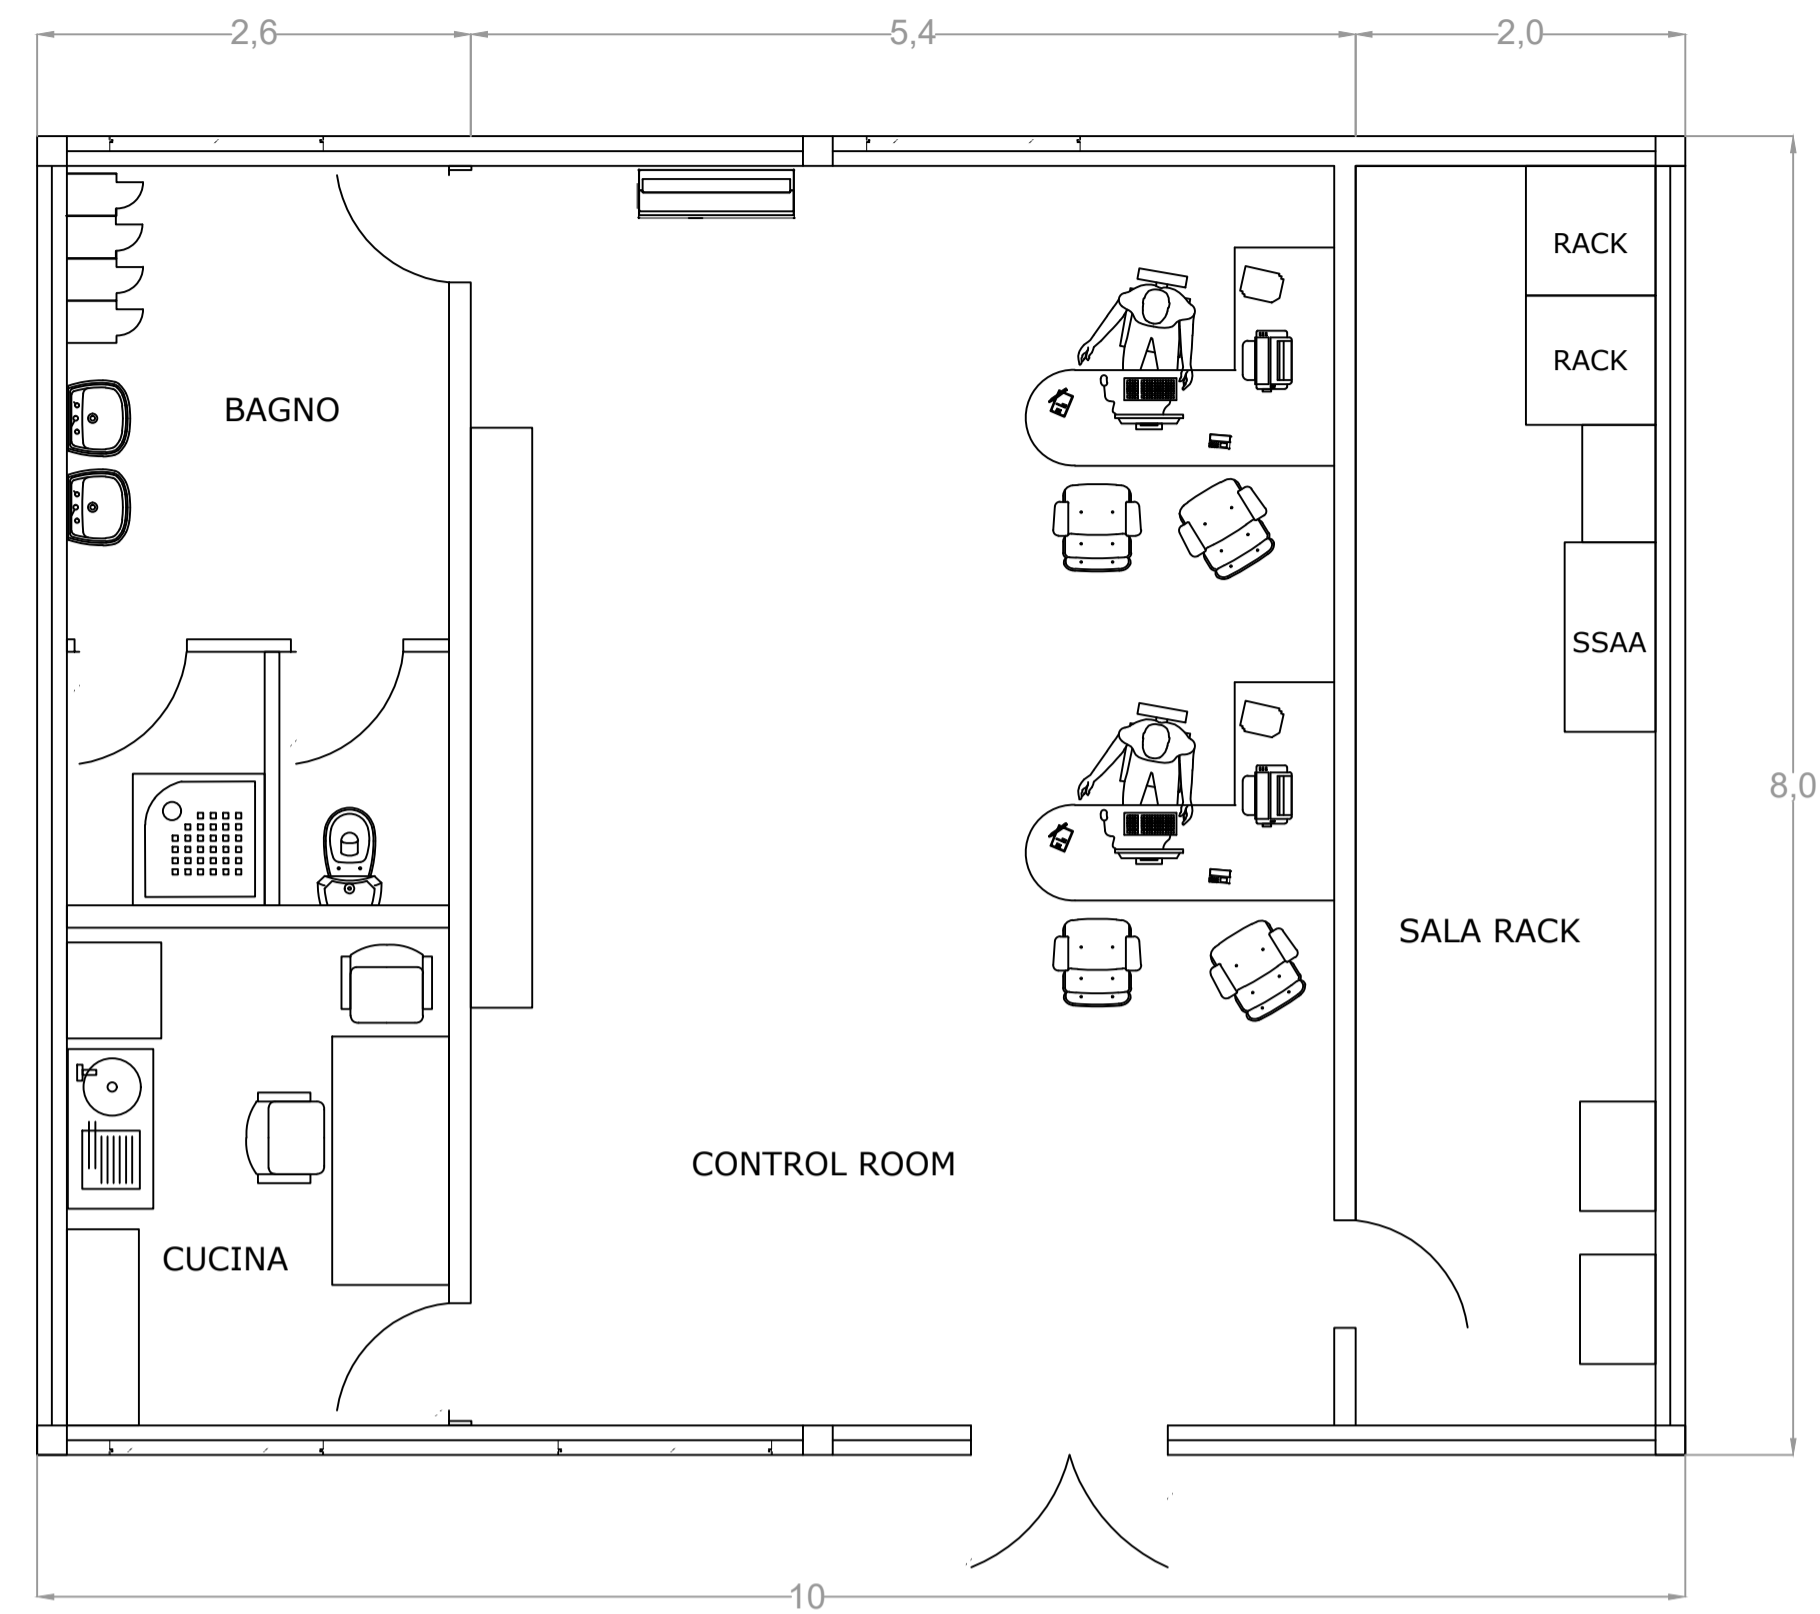 2,6
5,4
2,0
RACK
RACK
BAGNO
SSAA
8,0
SALA RACK
CONTROL ROOM
CUCINA
10